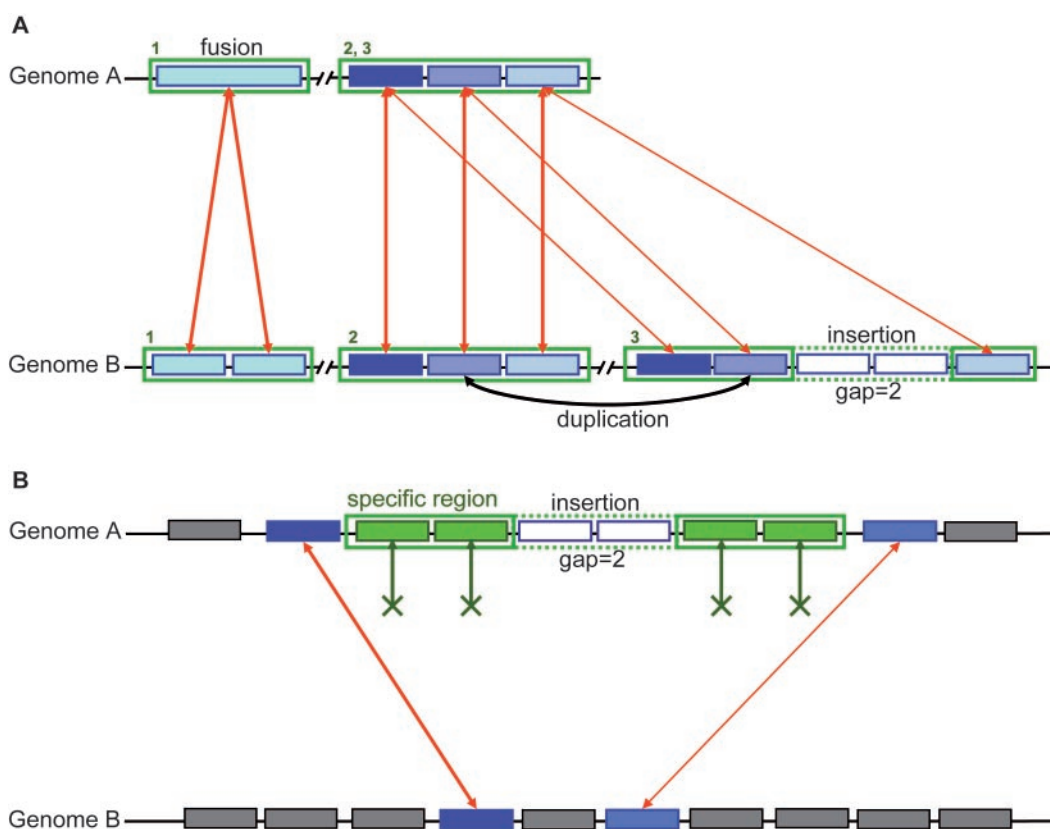 A
1 fusion 2, 3
Genome A
1 2 3 insertion
Genome B
gap=2
duplication
B
specific region insertion
Genome A
gap=2
Genome B